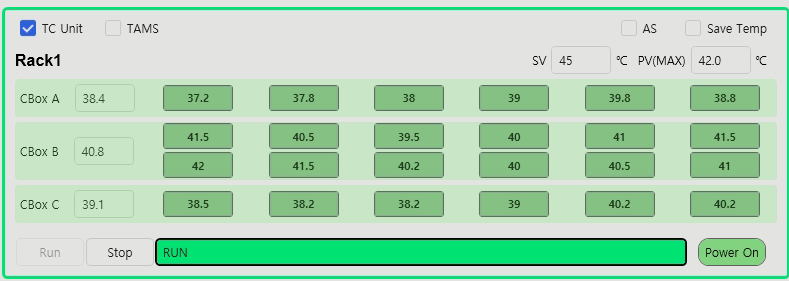 TC Unit TAMS AS Save Temp
Rack1 SV 45 ℃ PV(MAX) 42.0 ℃
CBox A 38.4 37.2 37.8 38 39 39.8 38.8
41.5 40.5 39.5 40 41 41.5
CBox B 40.8
42 41.5 40.2 40 40.5 41
CBox C 39.1 38.5 38.2 38.2 39 40.2 40.2
Run Stop RUN Power On